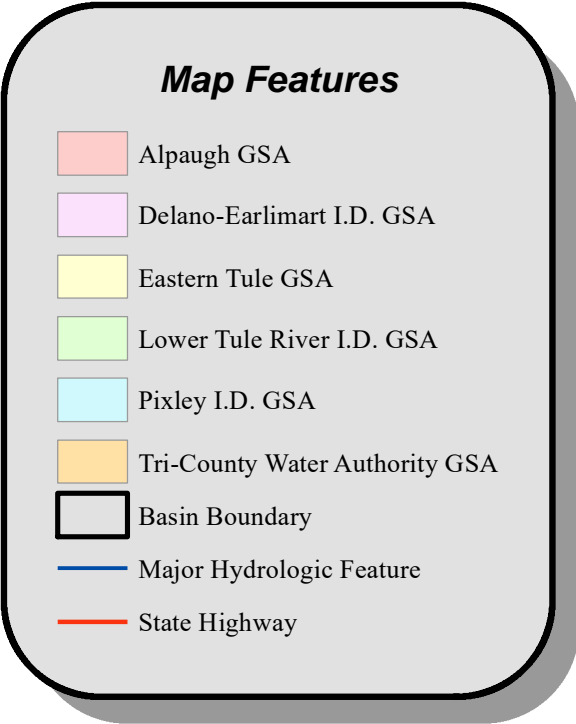 Map Features
Alpaugh GSA
Delano-Earlimart I.D. GSA
Eastern Tule GSA
Lower Tule River I.D. GSA
Pixley I.D. GSA
Tri-County Water Authority GSA
Basin Boundary
Major Hydrologic Feature
State Highway